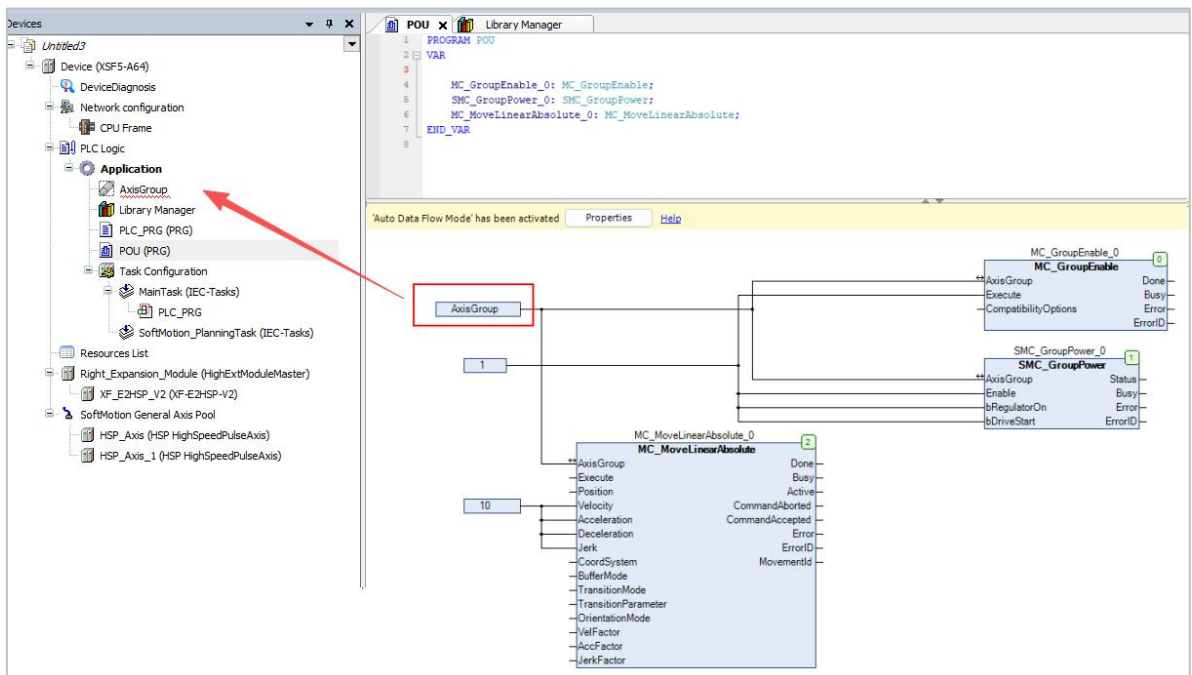 Devices
Untitled3
Device (XSF5-A64)
DeviceDiagnosis
Network configuration
CPU Frame
PLC Logic
Application
AxisGroup
Library Manager
PLC_PRG (PRG)
POU (PRG)
Task Configuration
MainTask (IEC-Tasks)
PLC_PRG
SoftMotion_PlanningTask (IEC-Tasks)
Resources List
Right_Expansion_Module (HighExtModuleMaster)
XF_E2HSP_V2 (XF-E2HSP-V2)
SoftMotion General Axis Pool
HSP_Axis (HSP HighSpeedPulseAxis)
HSP_Axis_1 (HSP HighSpeedPulseAxis)
POU Library Manager
1 PROGRAM POU
2 VAR
3
4 MC_GroupEnable_0: MC_GroupEnable;
5 SMC_GroupPower_0: SMC_GroupPower;
6 MC_MoveLinearAbsolute_0: MC_MoveLinearAbsolute;
7 END_VAR
8
'Auto Data Flow Mode' has been activated Properties Help
AxisGroup
1
10
MC_GroupEnable_0
MC_GroupEnable 0
AxisGroup Done
Execute Busy
CompatibilityOptions Error
ErrorID
SMC_GroupPower_0
SMC_GroupPower 1
AxisGroup Status
Enable Busy
bRegulatorOn Error
bDriveStart ErrorID
MC_MoveLinearAbsolute_0
MC_MoveLinearAbsolute 2
AxisGroup Done
Execute Busy
Position Active
Velocity CommandAborted
Acceleration CommandAccepted
Deceleration Error
Jerk ErrorID
CoordSystem MovementId
BufferMode
TransitionMode
TransitionParameter
OrientationMode
VelFactor
AccFactor
JerkFactor